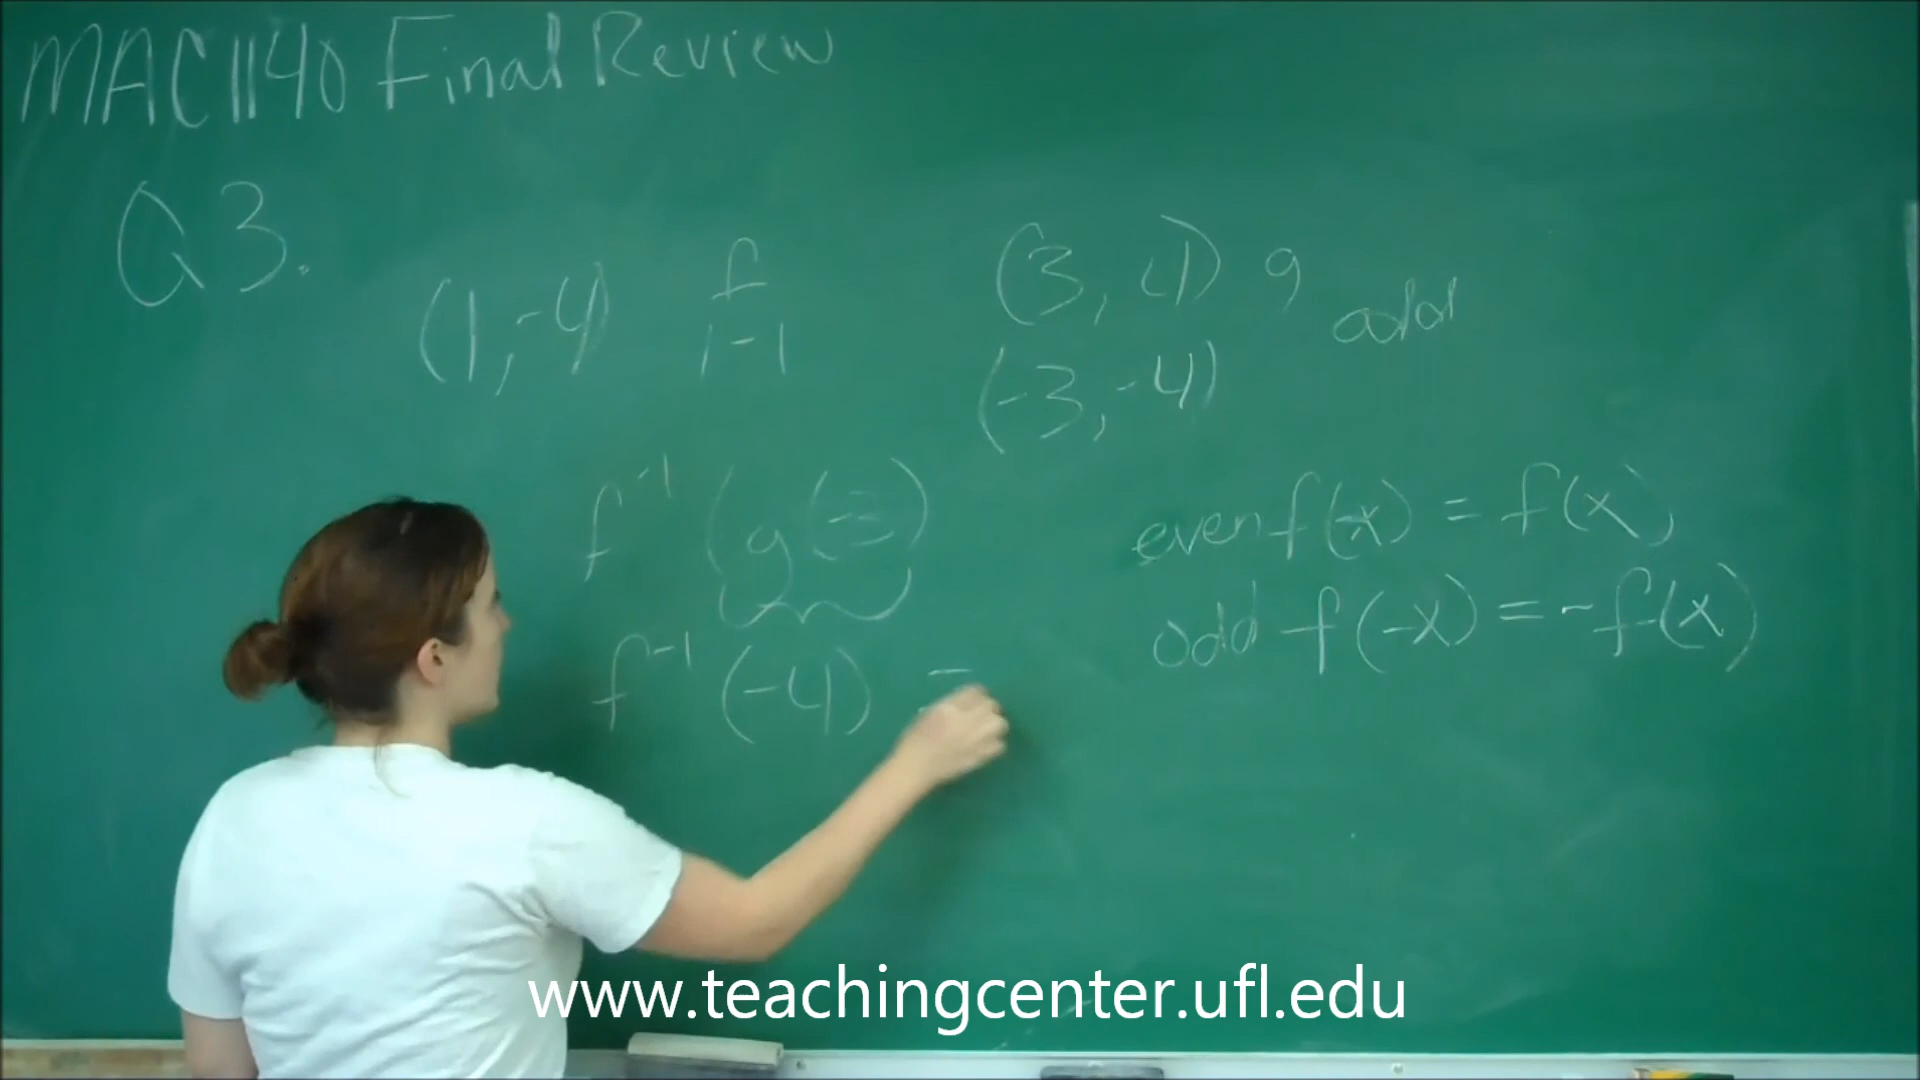 MAC1140 Final Review
Q3.
(1,-4) f
1-1
(3,4) g
odd
(-3,-4)
f⁻¹(g(-3)
f⁻¹(-4) =
even f(-x) = f(x)
odd f(-x) = -f(x)
www.teachingcenter.ufl.edu